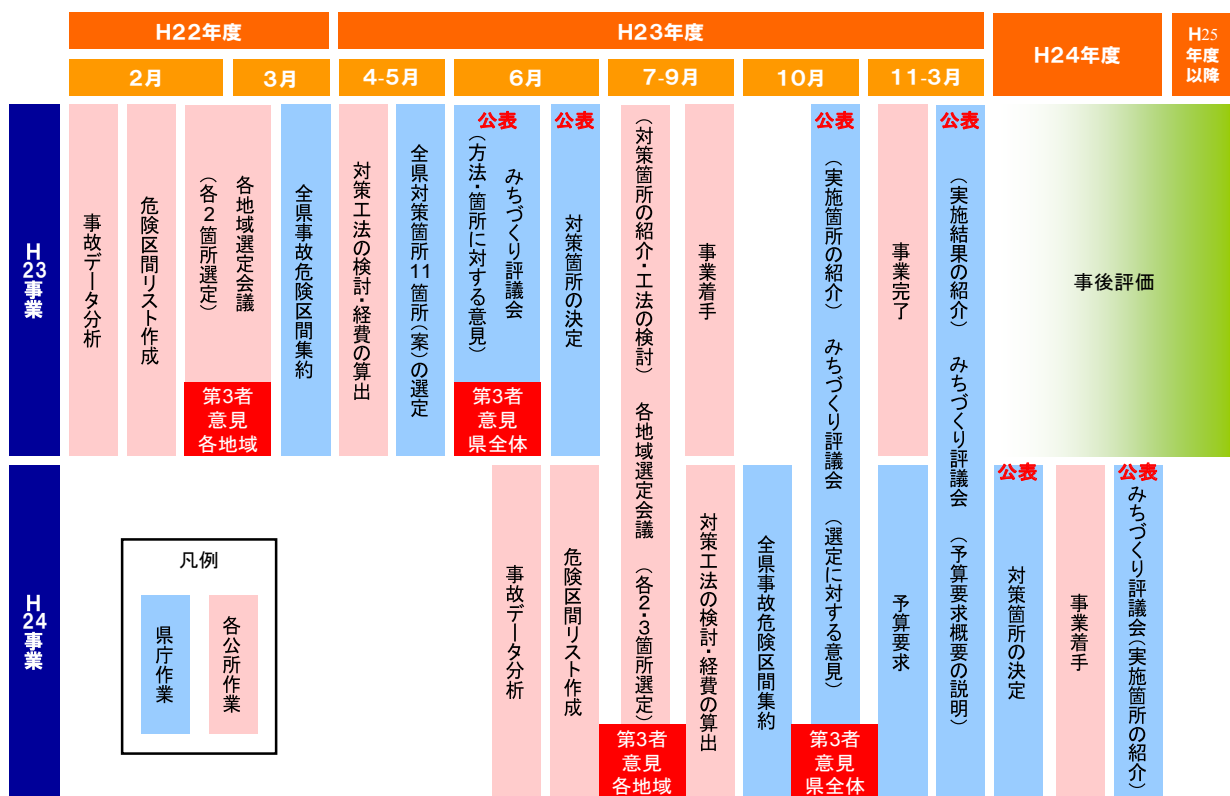 H22年度
H23年度
H24年度
H25
年度
以降
2月
3月
4-5月
6月
7-9月
10月
11-3月
H23事業
事故データ分析
危険区間リスト作成
各地域選定会議
(各2箇所選定)
第3者
意見
各地域
全県事故危険区間集約
対策工法の検討・経費の算出
全県対策箇所11箇所(案)の選定
公表
みちづくり評議会
(方法・箇所に対する意見)
第3者
意見
県全体
公表
対策箇所の決定
(対策箇所の紹介・工法の検討) 各地域選定会議 (各2・3箇所選定)
事業着手
公表
(実施箇所の紹介) みちづくり評議会 (選定に対する意見)
事業完了
公表
(実施結果の紹介) みちづくり評議会 (予算要求概要の説明)
事後評価
H24事業
凡例
県庁作業
各公所作業
事故データ分析
危険区間リスト作成
第3者
意見
各地域
対策工法の検討・経費の算出
全県事故危険区間集約
第3者
意見
県全体
予算要求
公表
対策箇所の決定
事業着手
公表
みちづくり評議会(実施箇所の紹介)